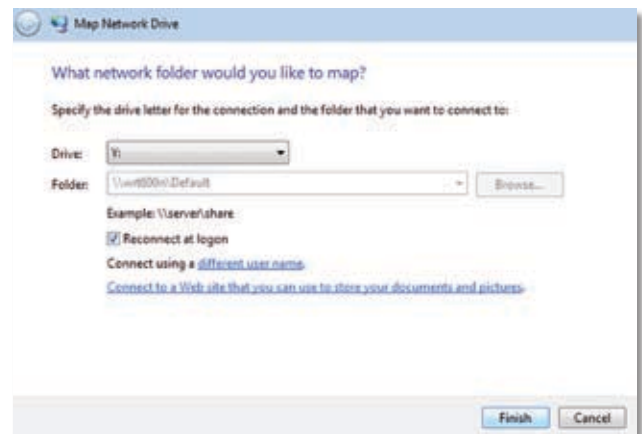 Map Network Drive
What network folder would you like to map?
Specify the drive letter for the connection and the folder that you want to connect to:
Drive: Y:
Folder: \\wrt600n\Default Browse...
Example: \\server\share
Reconnect at logon
Connect using a different user name.
Connect to a Web site that you can use to store your documents and pictures.
Finish Cancel